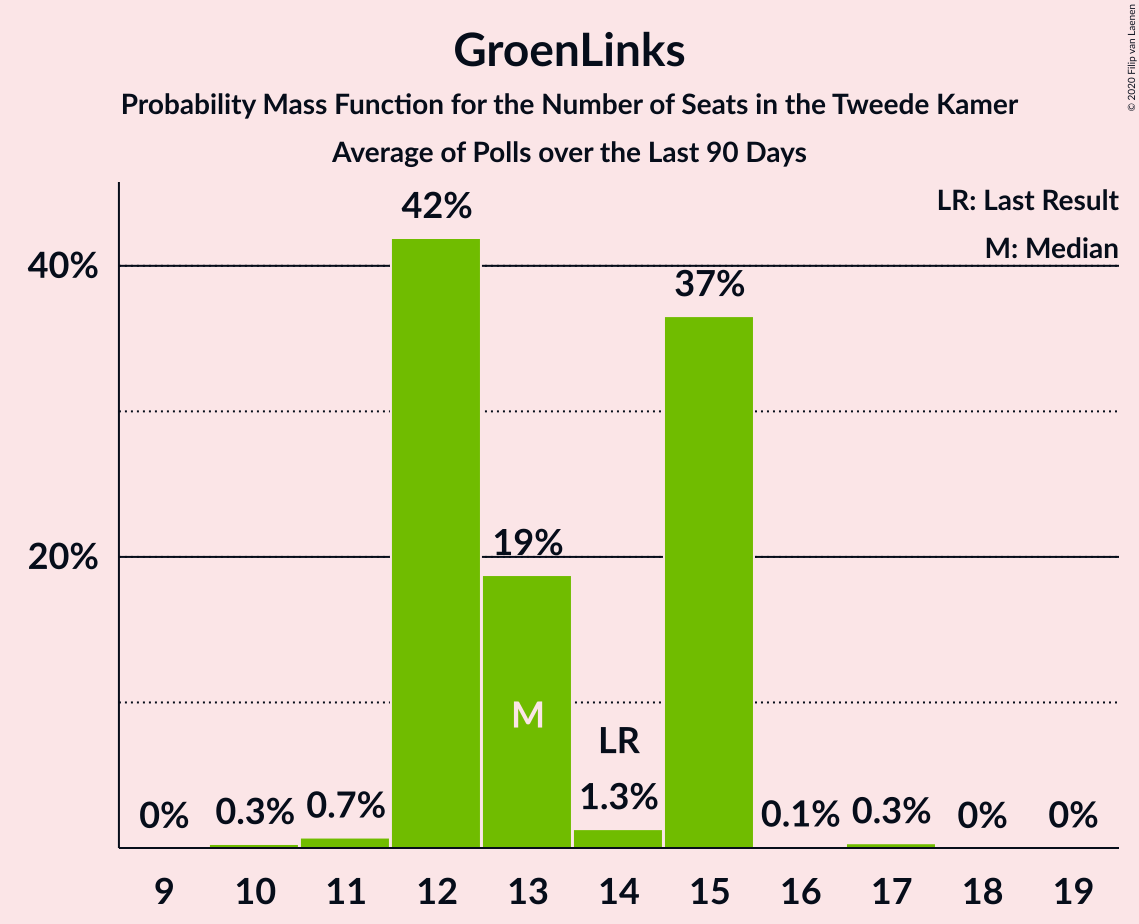 GroenLinks
Probability Mass Function for the Number of Seats in the Tweede Kamer
Average of Polls over the Last 90 Days
© 2020 Filip van Laenen
LR: Last Result
M: Median
40%
20%
0%
0.3%
0.7%
42%
19%
M
LR
1.3%
37%
0.1%
0.3%
0%
0%
9 10 11 12 13 14 15 16 17 18 19